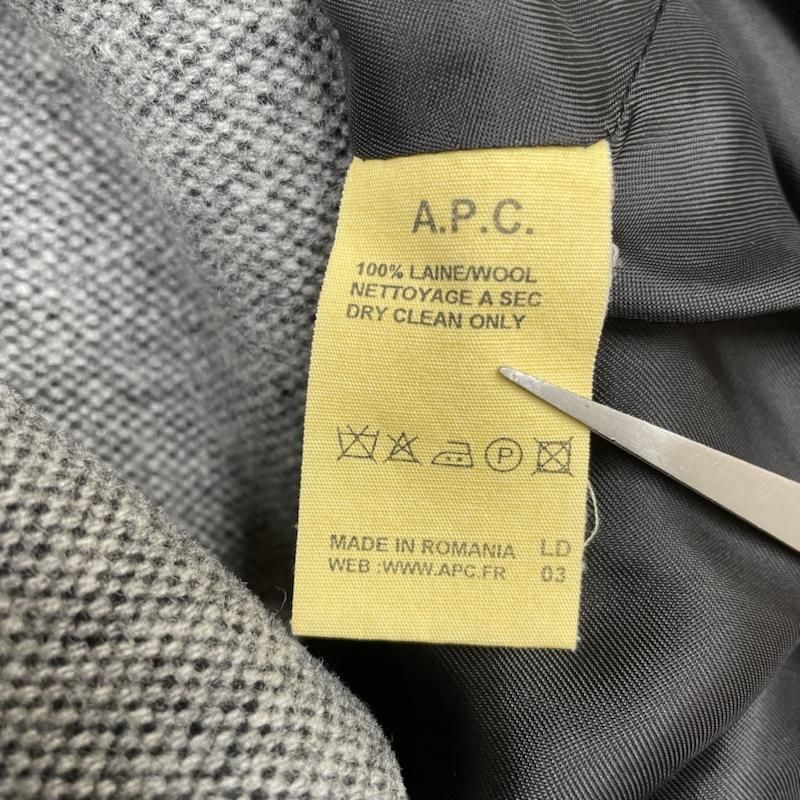 A.P.C.
100% LAINE/WOOL
NETTOYAGE A SEC
DRY CLEAN ONLY
P
MADE IN ROMANIA LD
WEB :WWW.APC.FR 03